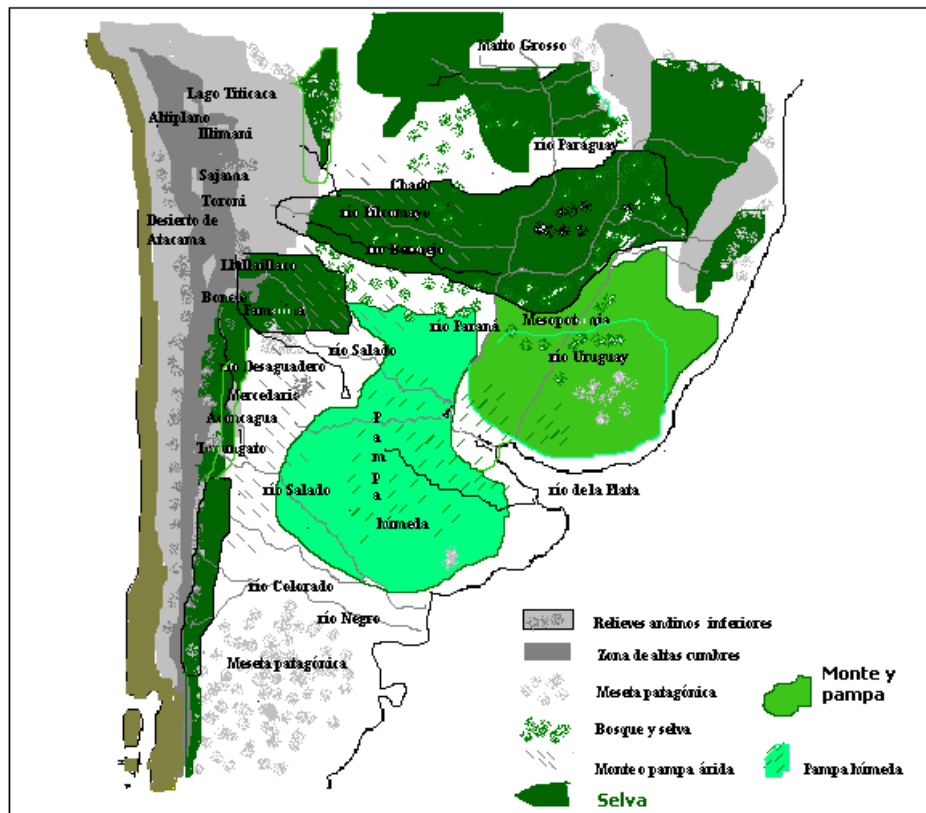 Matto Grosso
Lago Titicaca
Altiplano
Illimani
río Paráguay
Sajama
Chaco
Toroni
río Pilcomayo
Desierto de
Atacama
río Bermejo
Llullaillaco
Bonete
Famatina
río Paraná
Mesopotamia
río Salado
río Uruguay
río Desaguadero
Mercedario
Aconcagua
Pampa
Tupungato
río Salado
río de la Plata
húmeda
río Colorado
río Negro
Meseta patagónica
Relieves andinos inferiores
Zona de altas cumbres
Meseta patagónica
Monte y
pampa
Bosque y selva
Monte o pampa árida
Pampa húmeda
Selva